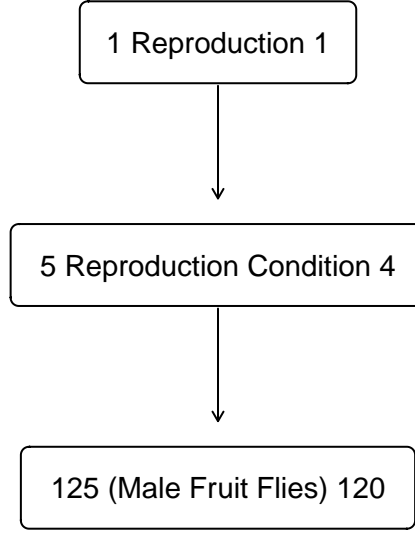 1 Reproduction 1
5 Reproduction Condition 4
125 (Male Fruit Flies) 120